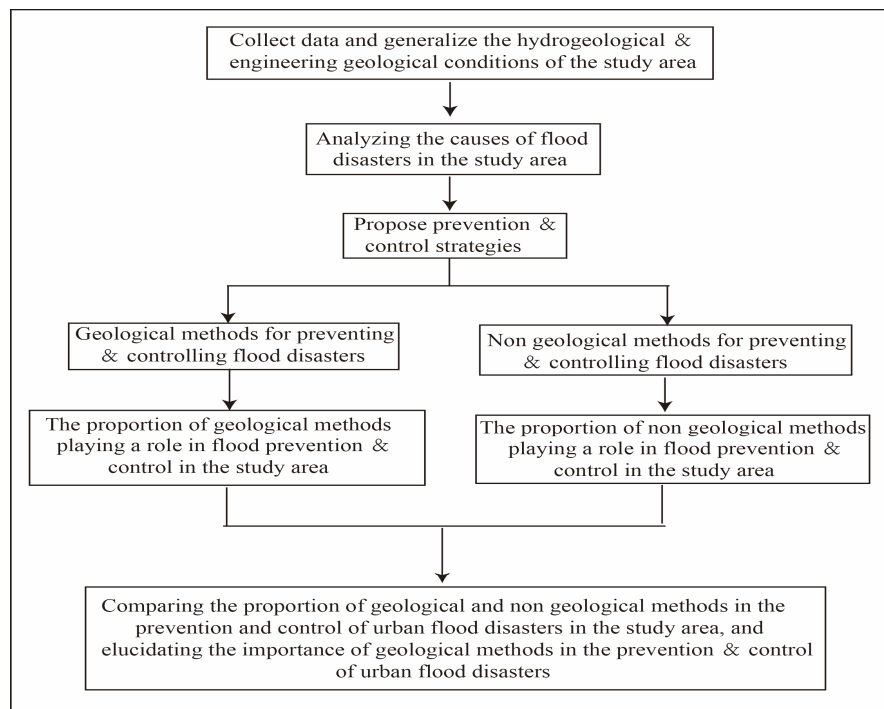 Collect data and generalize the hydrogeological &
engineering geological conditions of the study area
Analyzing the causes of flood
disasters in the study area
Propose prevention &
control strategies
Geological methods for preventing
& controlling flood disasters
Non geological methods for preventing
& controlling flood disasters
The proportion of geological methods
playing a role in flood prevention &
control in the study area
The proportion of non geological methods
playing a role in flood prevention &
control in the study area
Comparing the proportion of geological and non geological methods in the
prevention and control of urban flood disasters in the study area, and
elucidating the importance of geological methods in the prevention & control
of urban flood disasters